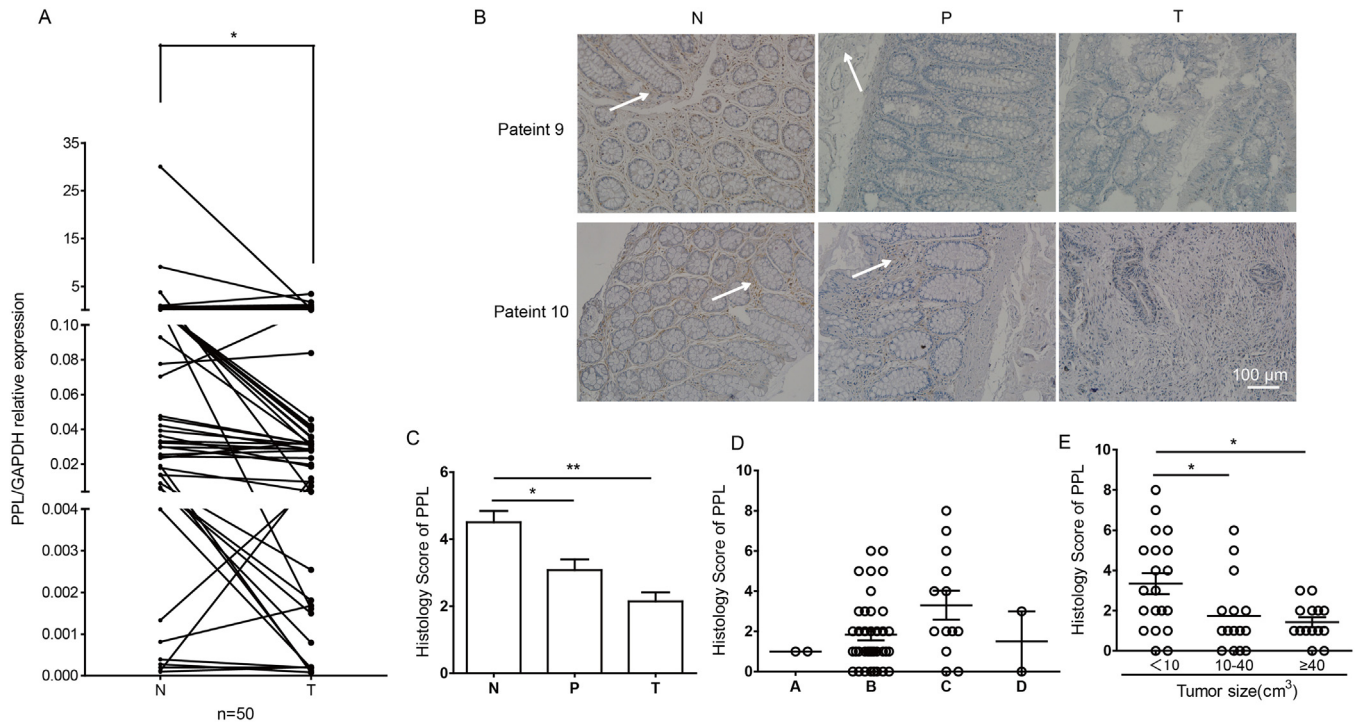 A
*
35
25
15
5
0.10
0.08
0.06
0.04
0.02
0.004
0.003
0.002
0.001
0.000
PPL/GAPDH relative expression
N T
n=50
B
N P T
Pateint 9
Pateint 10
100 µm
C
6
4
2
0
Histology Score of PPL
**
*
N P T
D
10
8
6
4
2
0
Histology Score of PPL
A B C D
E
10
8
6
4
2
0
Histology Score of PPL
*
*
<10 10-40 ≥40
Tumor size(cm³)